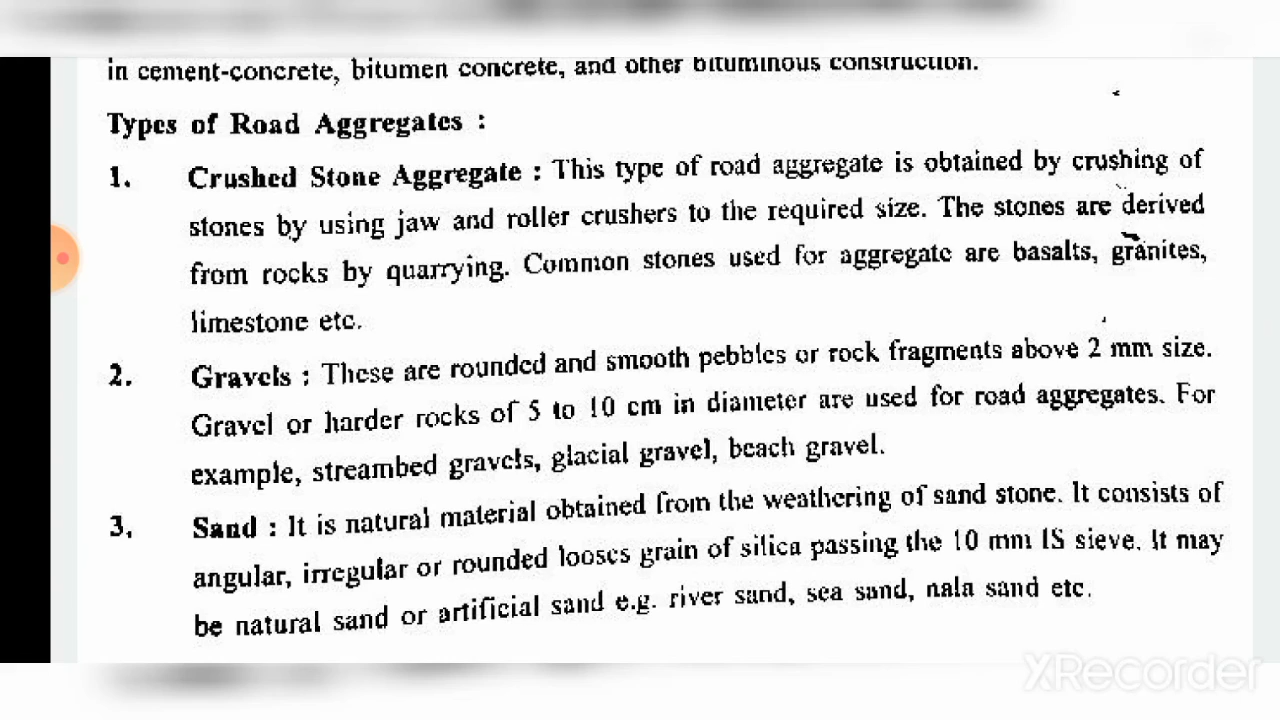 in cement-concrete, bitumen concrete, and other bituminous construction.
Types of Road Aggregates :
1. Crushed Stone Aggregate : This type of road aggregate is obtained by crushing of
stones by using jaw and roller crushers to the required size. The stones are derived
from rocks by quarrying. Common stones used for aggregate are basalts, granites,
limestone etc.
2. Gravels : These are rounded and smooth pebbles or rock fragments above 2 mm size.
Gravel or harder rocks of 5 to 10 cm in diameter are used for road aggregates. For
example, streambed gravels, glacial gravel, beach gravel.
3. Sand : It is natural material obtained from the weathering of sand stone. It consists of
angular, irregular or rounded looses grain of silica passing the 10 mm IS sieve. It may
be natural sand or artificial sand e.g. river sand, sea sand, nala sand etc.
XRecorder